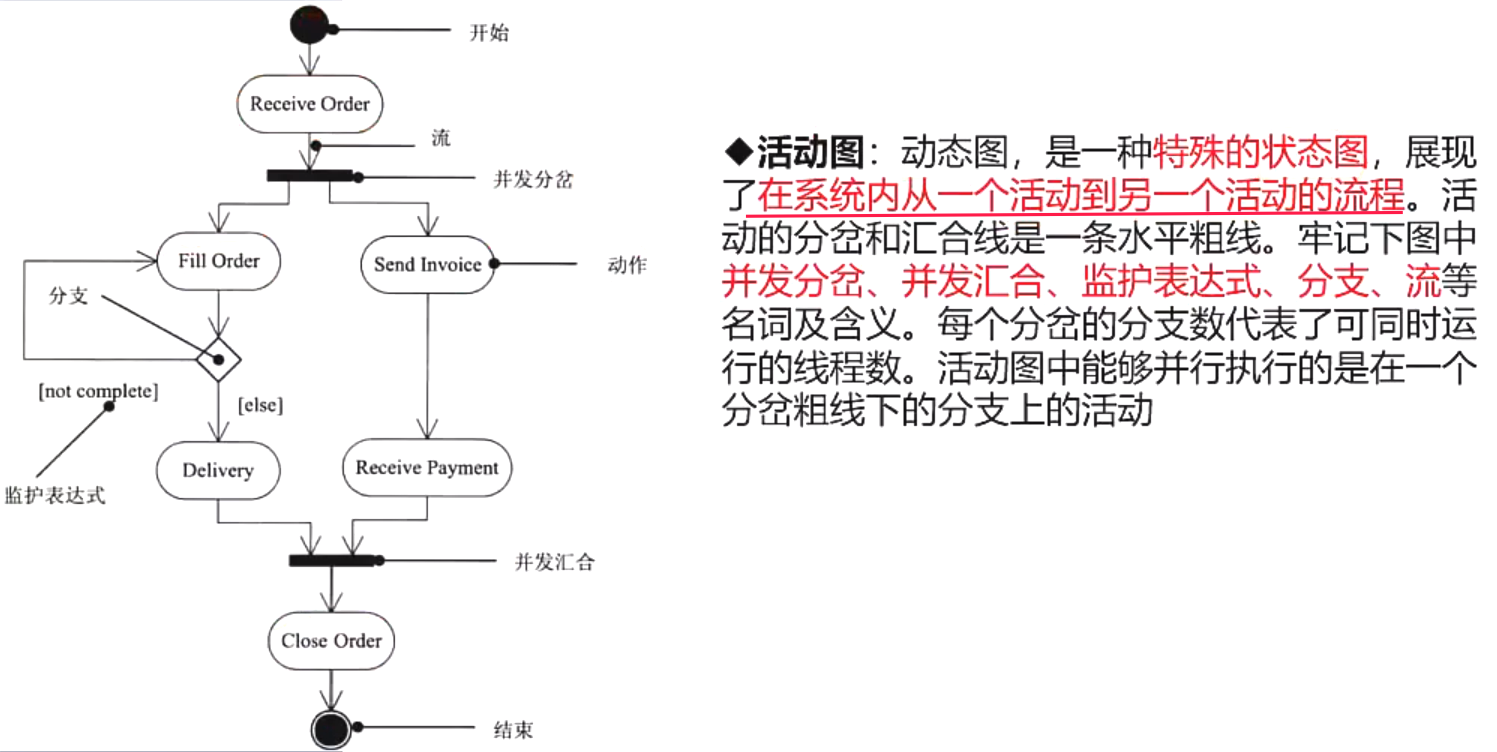 开始
Receive Order
流
并发分岔
Fill Order
Send Invoice
动作
分支
[not complete]
[else]
Delivery
Receive Payment
监护表达式
并发汇合
Close Order
结束
◆活动图：动态图，是一种特殊的状态图，展现
了在系统内从一个活动到另一个活动的流程。活
动的分岔和汇合线是一条水平粗线。牢记下图中
并发分岔、并发汇合、监护表达式、分支、流等
名词及含义。每个分岔的分支数代表了可同时运
行的线程数。活动图中能够并行执行的是在一个
分岔粗线下的分支上的活动